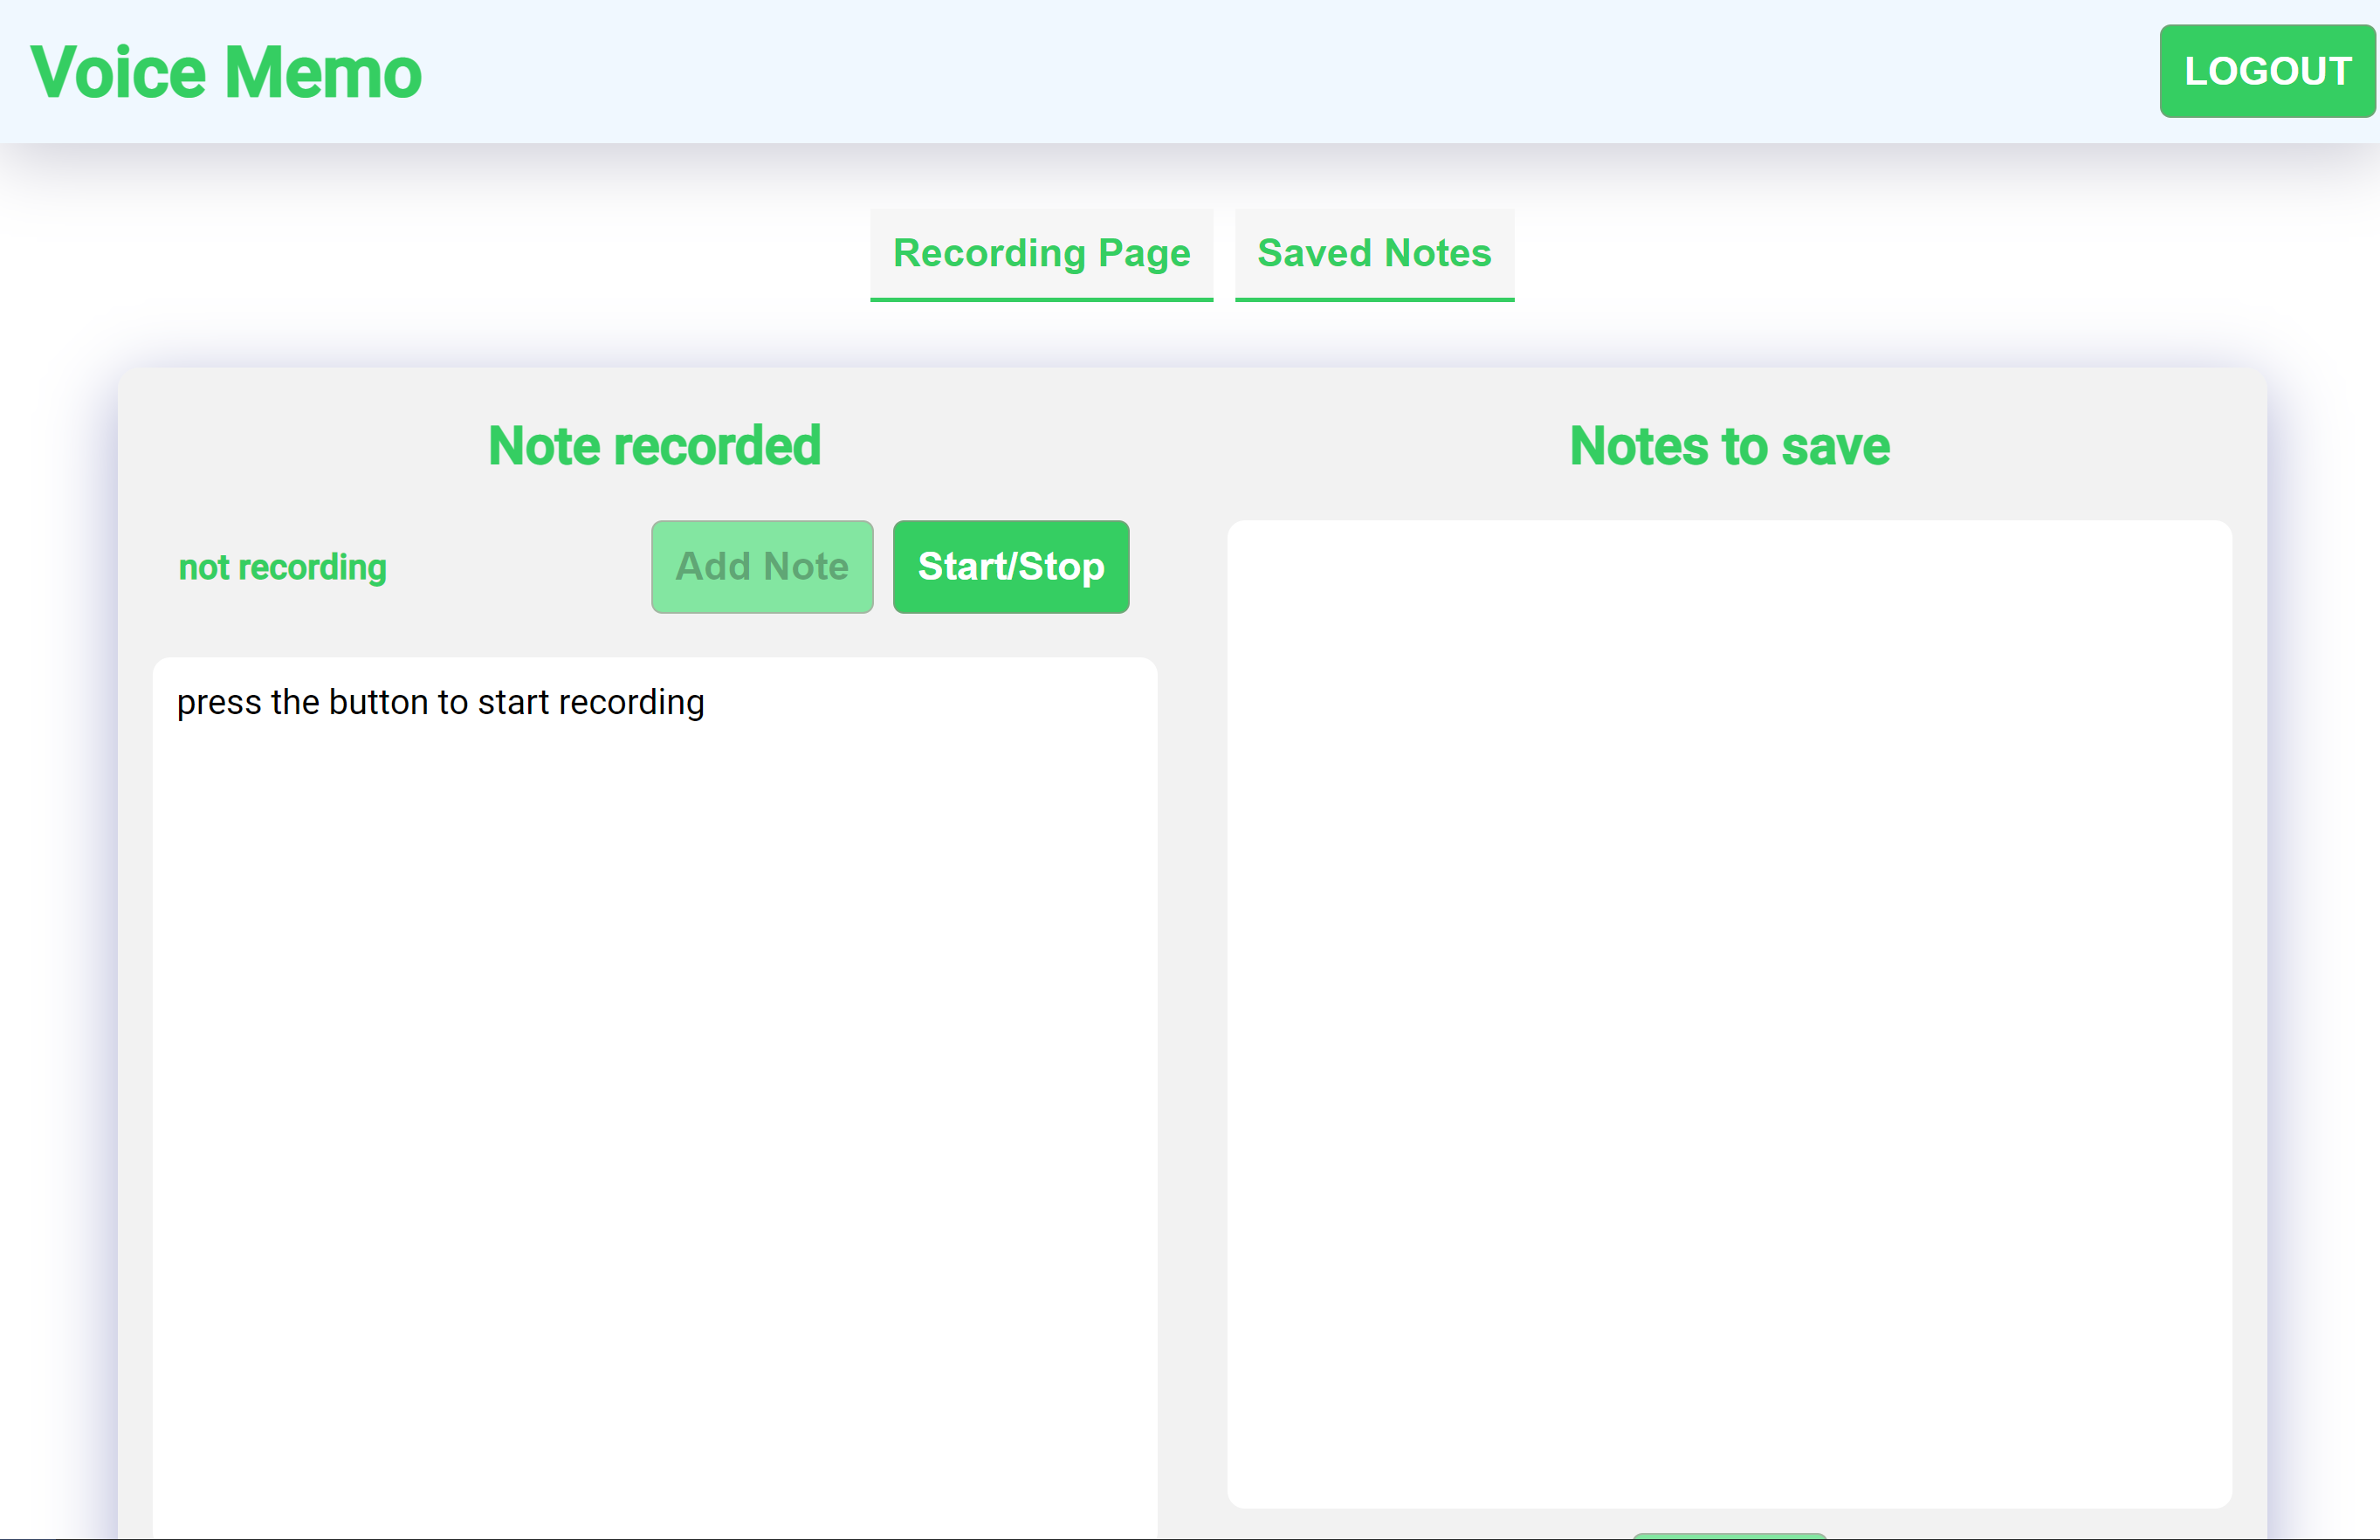 Voice Memo
LOGOUT
Recording Page
Saved Notes
Note recorded
Notes to save
not recording
Add Note
Start/Stop
press the button to start recording